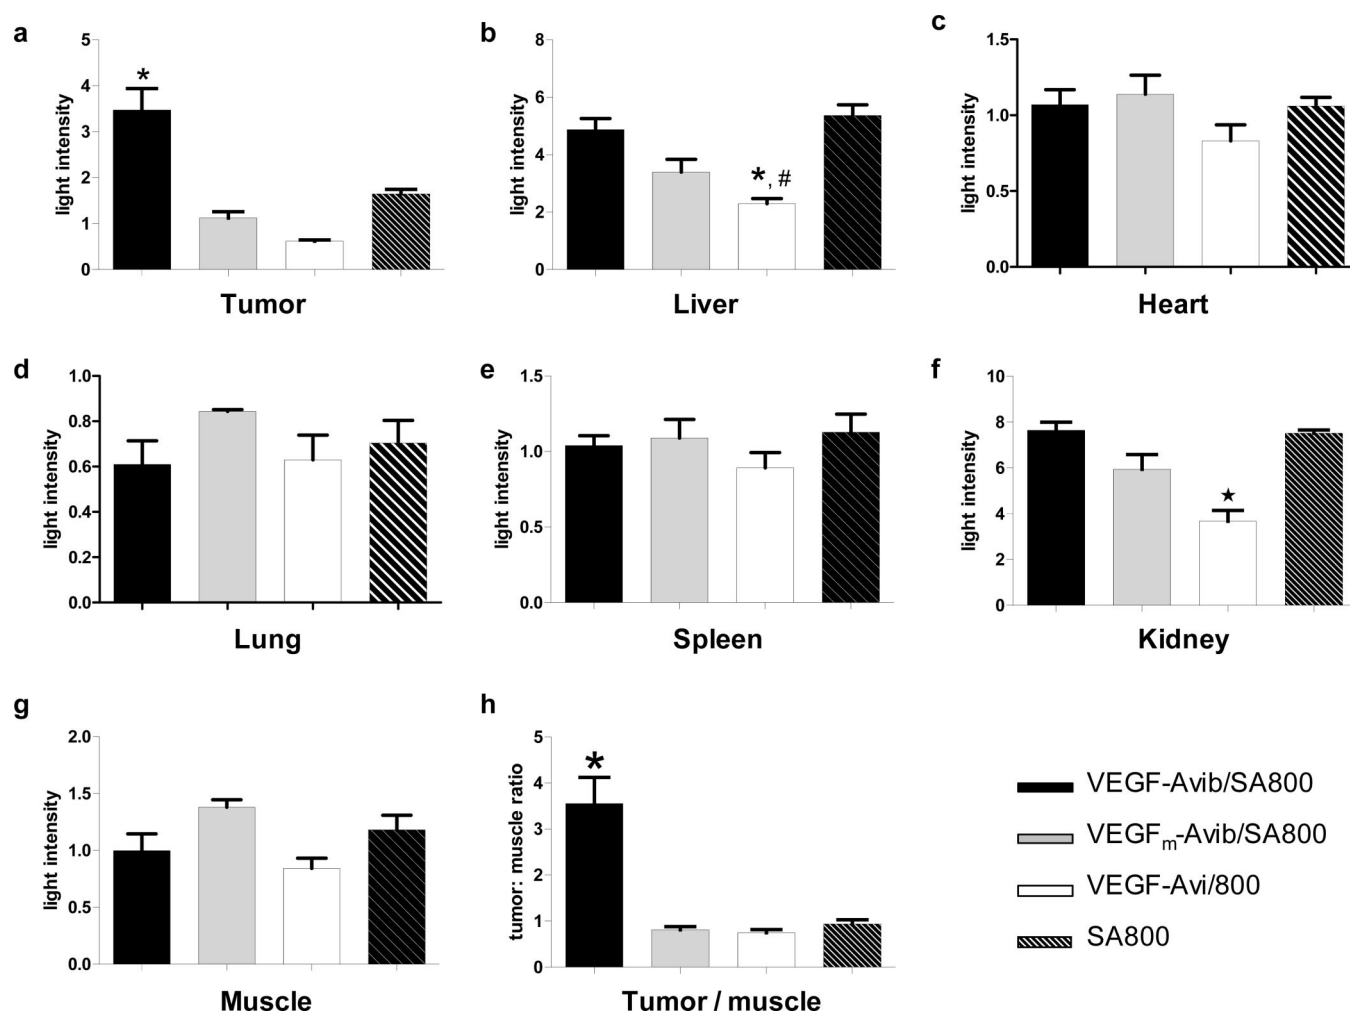 a
light intensity
5
4
3
2
1
0
*
Tumor
b
light intensity
8
6
4
2
0
*, #
Liver
c
light intensity
1.5
1.0
0.5
0.0
Heart
d
light intensity
1.0
0.8
0.6
0.4
0.2
0.0
Lung
e
light intensity
1.5
1.0
0.5
0.0
Spleen
f
light intensity
10
8
6
4
2
0
★
Kidney
g
light intensity
2.0
1.5
1.0
0.5
0.0
Muscle
h
tumor: muscle ratio
5
4
3
2
1
0
*
Tumor / muscle
VEGF-Avib/SA800
VEGFm-Avib/SA800
VEGF-Avi/800
SA800